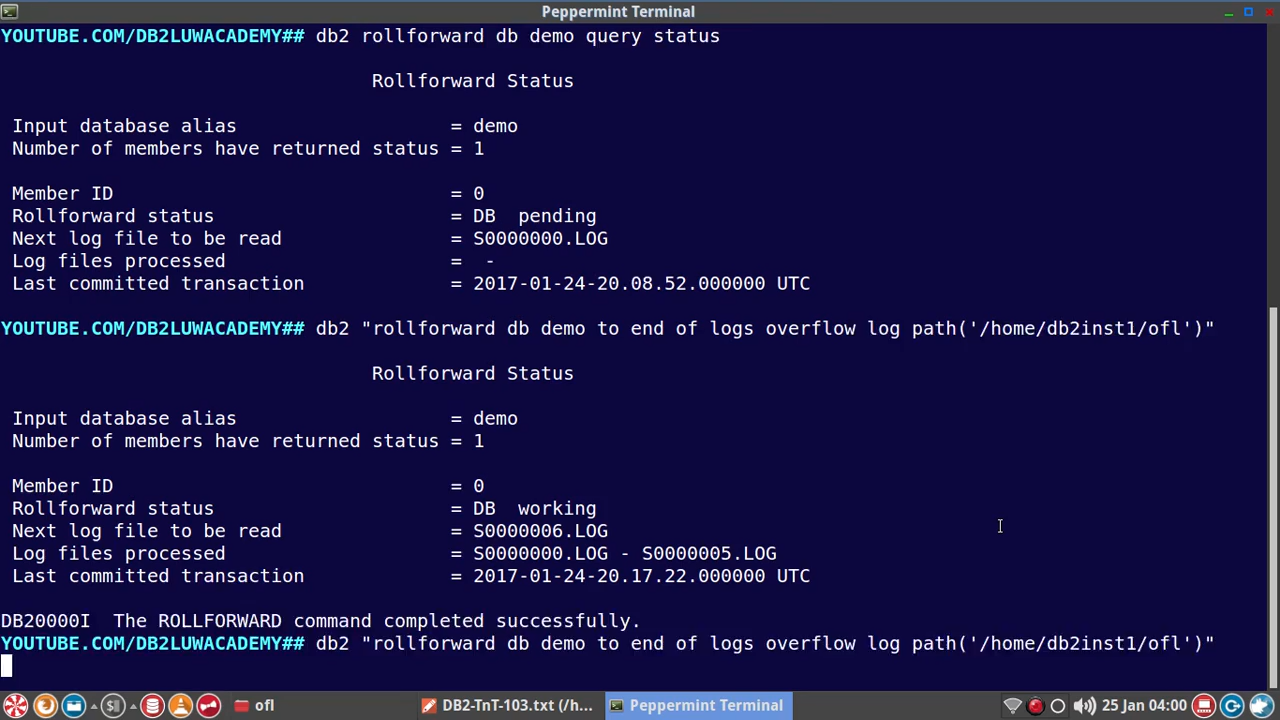 Peppermint Terminal
YOUTUBE.COM/DB2LUWACADEMY## db2 rollforward db demo query status
Rollforward Status
Input database alias = demo
Number of members have returned status = 1
Member ID = 0
Rollforward status = DB pending
Next log file to be read = S0000000.LOG
Log files processed = -
Last committed transaction = 2017-01-24-20.08.52.000000 UTC
YOUTUBE.COM/DB2LUWACADEMY## db2 "rollforward db demo to end of logs overflow log path('/home/db2inst1/ofl')"
Rollforward Status
Input database alias = demo
Number of members have returned status = 1
Member ID = 0
Rollforward status = DB working
Next log file to be read = S0000006.LOG
Log files processed = S0000000.LOG - S0000005.LOG
Last committed transaction = 2017-01-24-20.17.22.000000 UTC
DB20000I The ROLLFORWARD command completed successfully.
YOUTUBE.COM/DB2LUWACADEMY## db2 "rollforward db demo to end of logs overflow log path('/home/db2inst1/ofl')"
ofl DB2-TnT-103.txt (/h... Peppermint Terminal 25 Jan 04:00